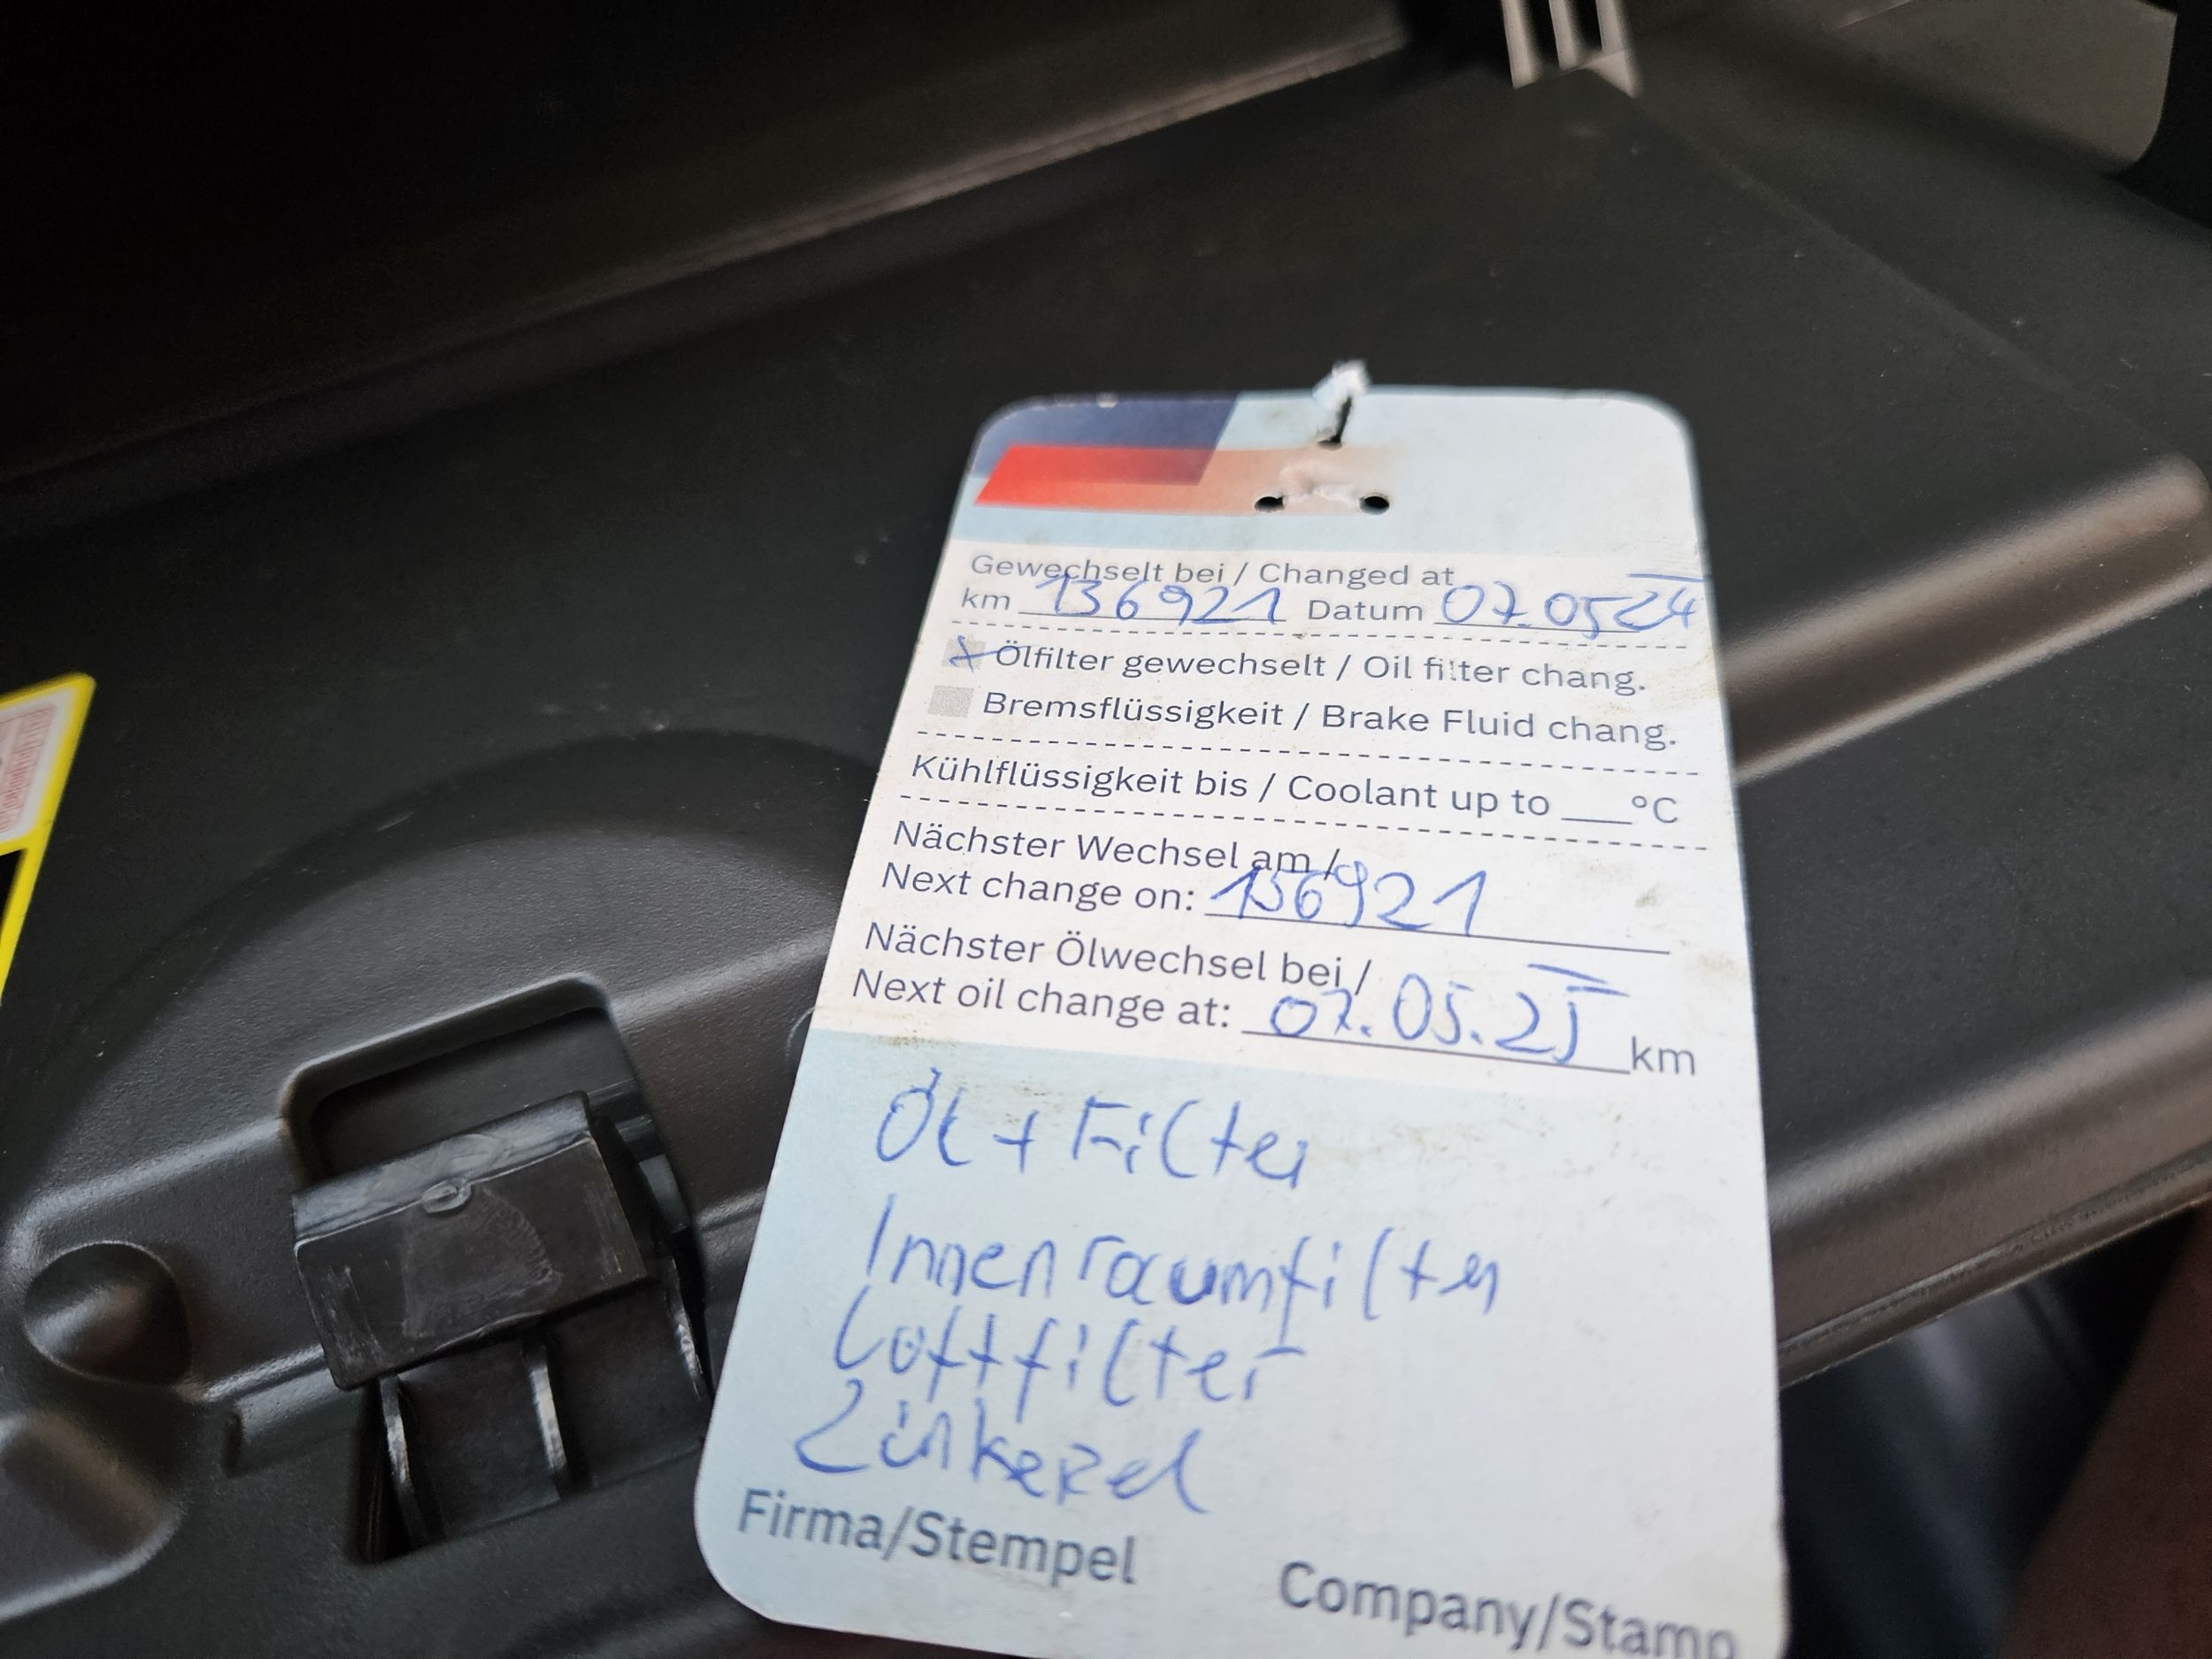 Gewechselt bei / Changed at
km 136921 Datum 07.05.24
Ölfilter gewechselt / Oil filter chang.
Bremsflüssigkeit / Brake Fluid chang.
Kühlflüssigkeit bis / Coolant up to ___°C
Nächster Wechsel am /
Next change on: 156921
Nächster Ölwechsel bei /
Next oil change at: 07.05.25 km
Öl + Filter
Innenraumfilter
Luftfilter
Zünkezel
Firma/Stempel Company/Stamp